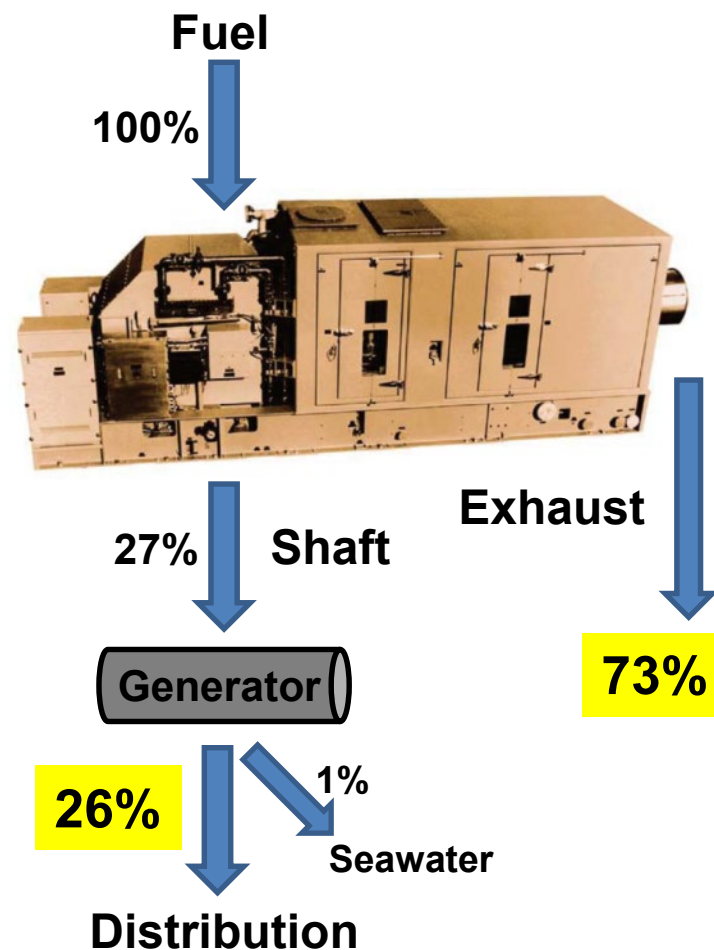 Fuel
100%
27%
Shaft
Exhaust
Generator
73%
26%
1%
Seawater
Distribution